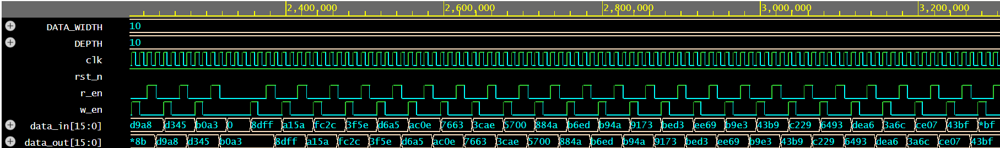 2,400,000 2,600,000 2,800,000 3,000,000 3,200,000
DATA_WIDTH 10
DEPTH 10
clk
rst_n
r_en
w_en
data_in[15:0] d9a8 d345 b0a3 0 8dff a15a fc2c 3f5e d6a5 ac0e 7663 3cae 5700 884a b6ed b94a 9173 bed3 ee69 b9e3 43b9 c229 6493 dea6 3a6c ce07 43bf *bf
data_out[15:0] *8b d9a8 d345 b0a3 8dff a15a fc2c 3f5e d6a5 ac0e 7663 3cae 5700 884a b6ed b94a 9173 bed3 ee69 b9e3 43b9 c229 6493 dea6 3a6c ce07 43bf